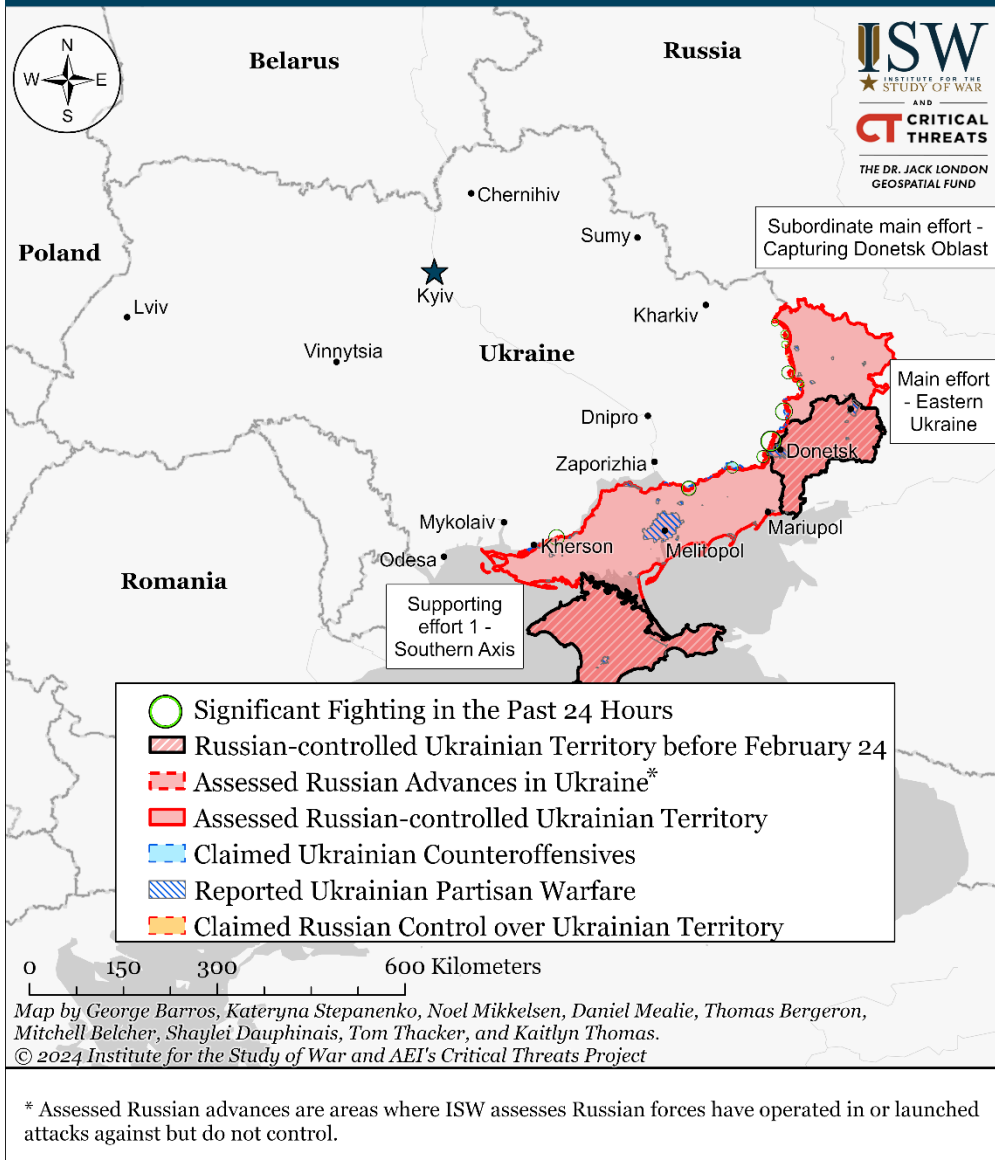 N
W
E
S
Belarus
Russia
ISW
INSTITUTE FOR THE
STUDY OF WAR
AND
CT CRITICAL
THREATS
THE DR. JACK LONDON
GEOSPATIAL FUND
Chernihiv
Sumy
Subordinate main effort -
Capturing Donetsk Oblast
Poland
Kyiv
Lviv
Kharkiv
Vinnytsia
Ukraine
Main effort
- Eastern
Ukraine
Dnipro
Donetsk
Zaporizhia
Mykolaiv
Mariupol
Kherson
Melitopol
Odesa
Romania
Supporting
effort 1 -
Southern Axis
Significant Fighting in the Past 24 Hours
Russian-controlled Ukrainian Territory before February 24
Assessed Russian Advances in Ukraine*
Assessed Russian-controlled Ukrainian Territory
Claimed Ukrainian Counteroffensives
Reported Ukrainian Partisan Warfare
Claimed Russian Control over Ukrainian Territory
0 150 300 600 Kilometers
Map by George Barros, Kateryna Stepanenko, Noel Mikkelsen, Daniel Mealie, Thomas Bergeron,
Mitchell Belcher, Shaylei Dauphinais, Tom Thacker, and Kaitlyn Thomas.
© 2024 Institute for the Study of War and AEI's Critical Threats Project
* Assessed Russian advances are areas where ISW assesses Russian forces have operated in or launched
attacks against but do not control.